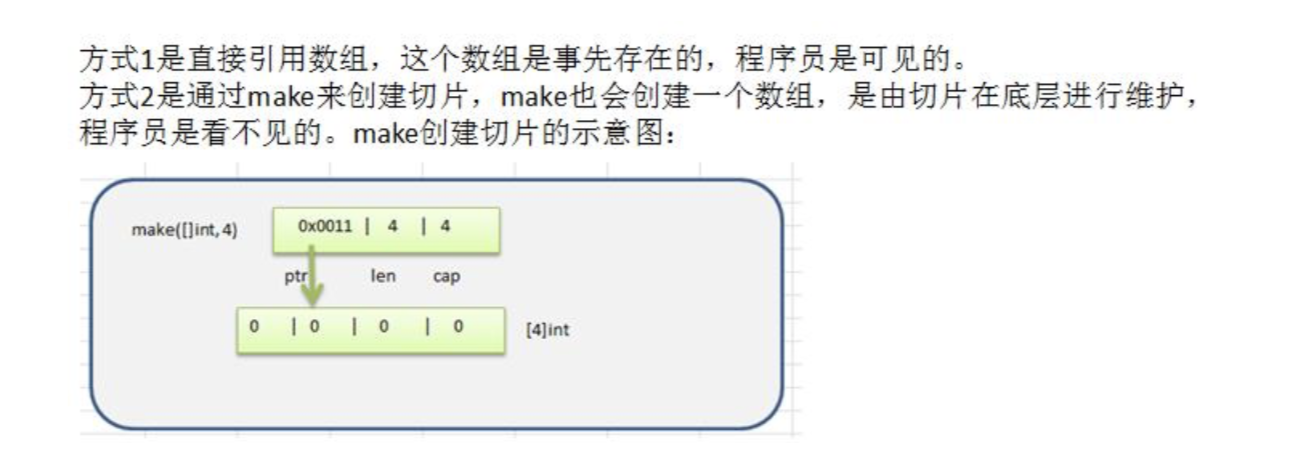 方式1是直接引用数组，这个数组是事先存在的，程序员是可见的。
方式2是通过make来创建切片，make也会创建一个数组，是由切片在底层进行维护，
程序员是看不见的。make创建切片的示意图：
make([]int,4) 0x0011 | 4 | 4
ptr len cap
0 | 0 | 0 | 0 [4]int